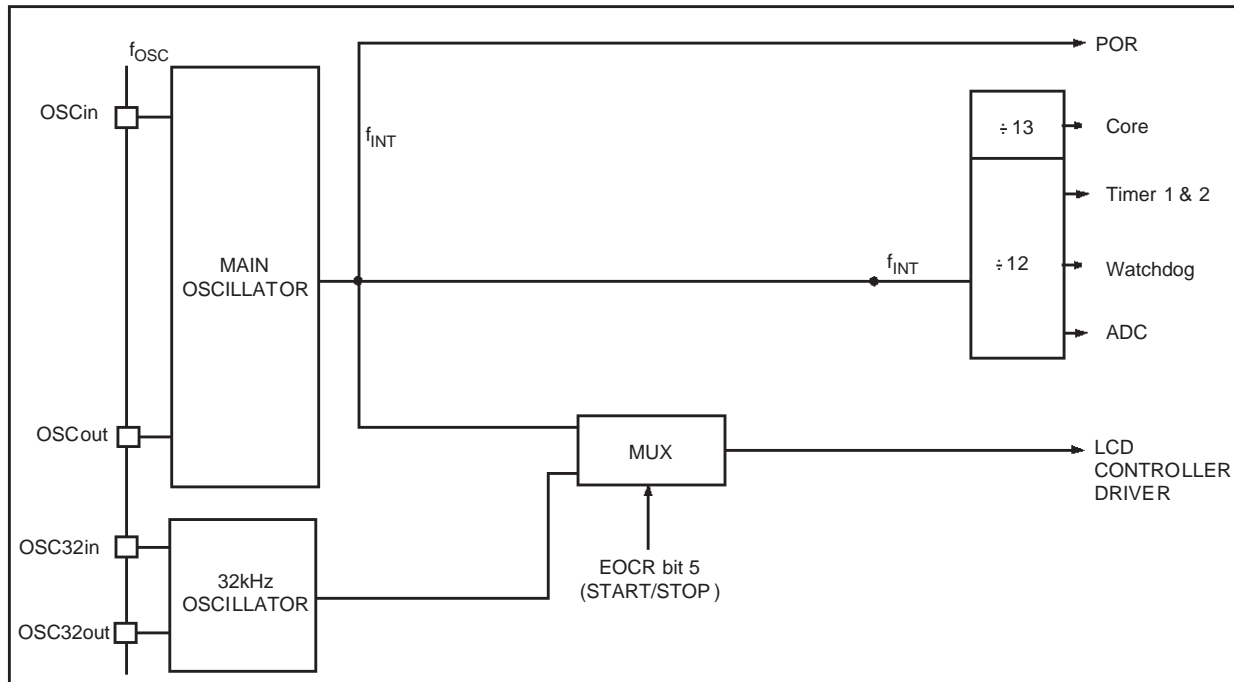 fOSC
POR
OSCin
÷13
Core
fINT
Timer 1 & 2
MAIN
OSCILLATOR
fINT
÷12
Watchdog
ADC
OSCout
MUX
LCD
CONTROLLER
DRIVER
OSC32in
EOCR bit 5
(START/STOP)
32kHz
OSCILLATOR
OSC32out